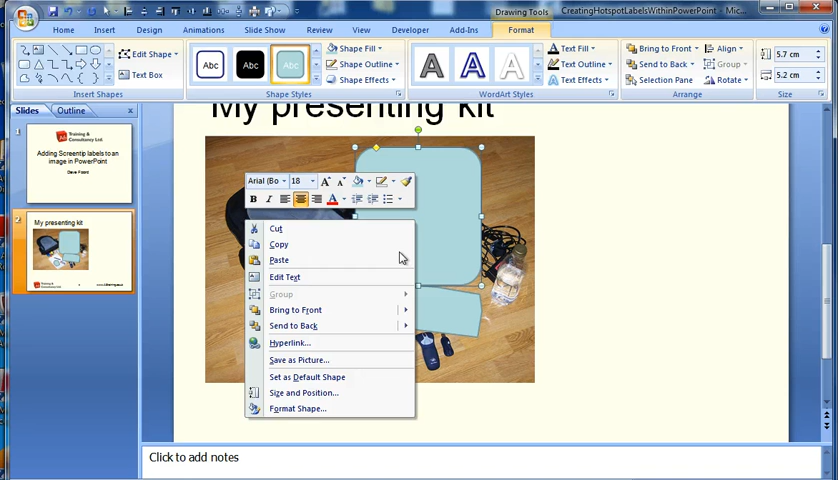 Drawing Tools
CreatingHotspotLabelsWithinPowerPoint - Mic...
Home
Insert
Design
Animations
Slide Show
Review
View
Developer
Add-Ins
Format
Edit Shape
Text Box
Insert Shapes
Abc
Abc
Abc
Shape Fill
Shape Outline
Shape Effects
Shape Styles
A
A
A
Text Fill
Text Outline
Text Effects
WordArt Styles
Bring to Front
Send to Back
Selection Pane
Align
Group
Rotate
Arrange
5.7 cm
5.2 cm
Size
Slides
Outline
1
Training &
Consultancy Ltd.
Adding Screentip labels to an
image in PowerPoint
2
My presenting kit
My presenting kit
Arial (Bo
18
A
A
B
I
A
Cut
Copy
Paste
Edit Text
Group
Bring to Front
Send to Back
Hyperlink...
Save as Picture...
Set as Default Shape
Size and Position...
Format Shape...
Click to add notes